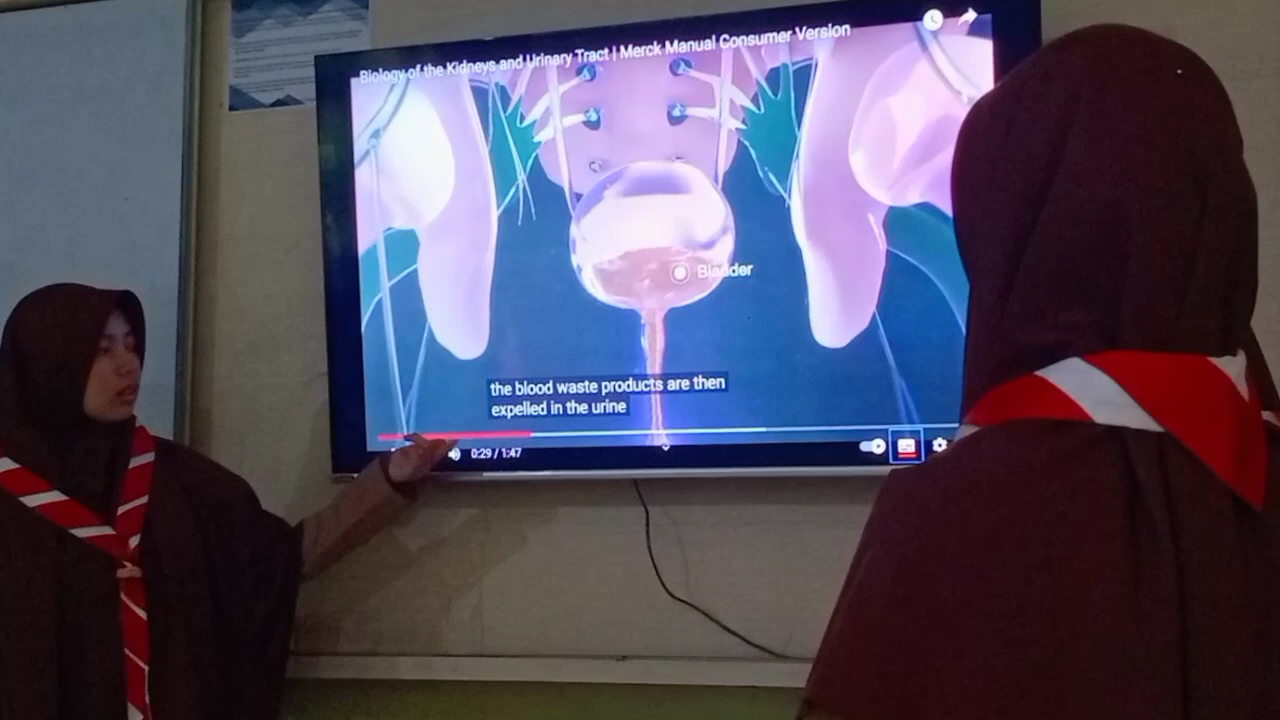 Biology of the Kidneys and Urinary Tract | Merck Manual Consumer Version
Bladder
the blood waste products are then
expelled in the urine
0:29 / 1:47